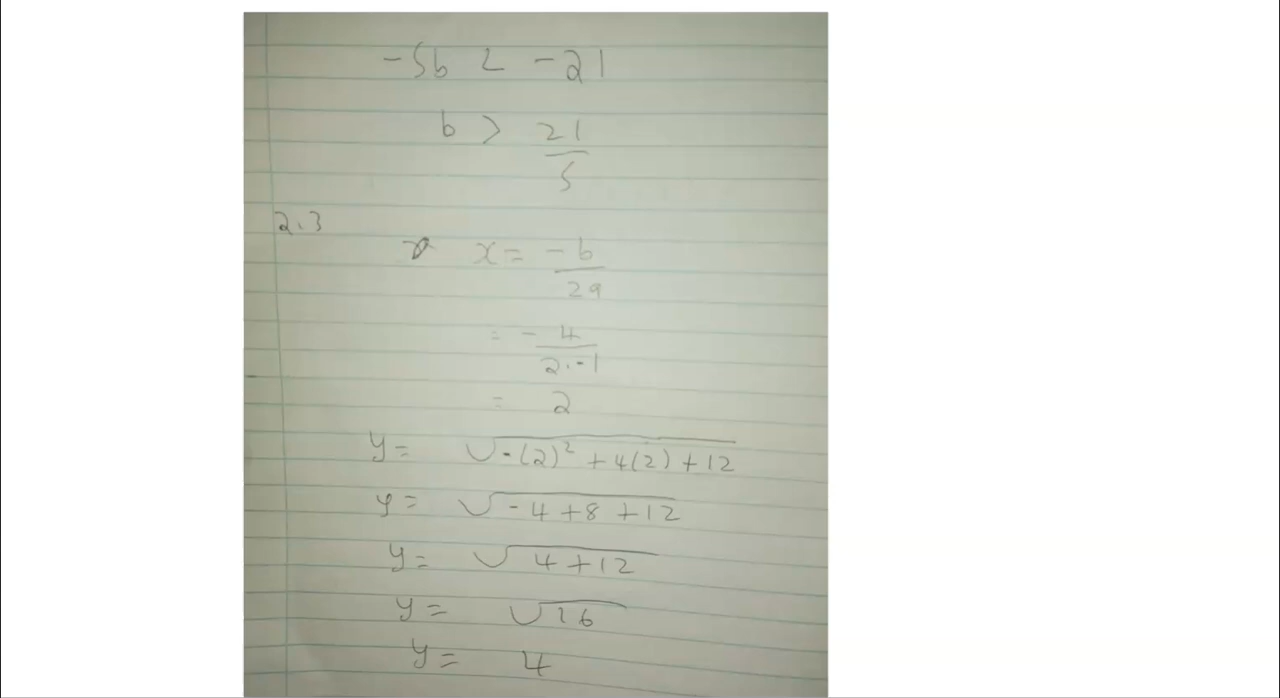 -5b < -21
b > 21/5
2.3
x = -b/2a
= -4/2.-1
= 2
y = √-(2)² + 4(2) + 12
y = √-4 + 8 + 12
y = √4 + 12
y = √16
y = 4